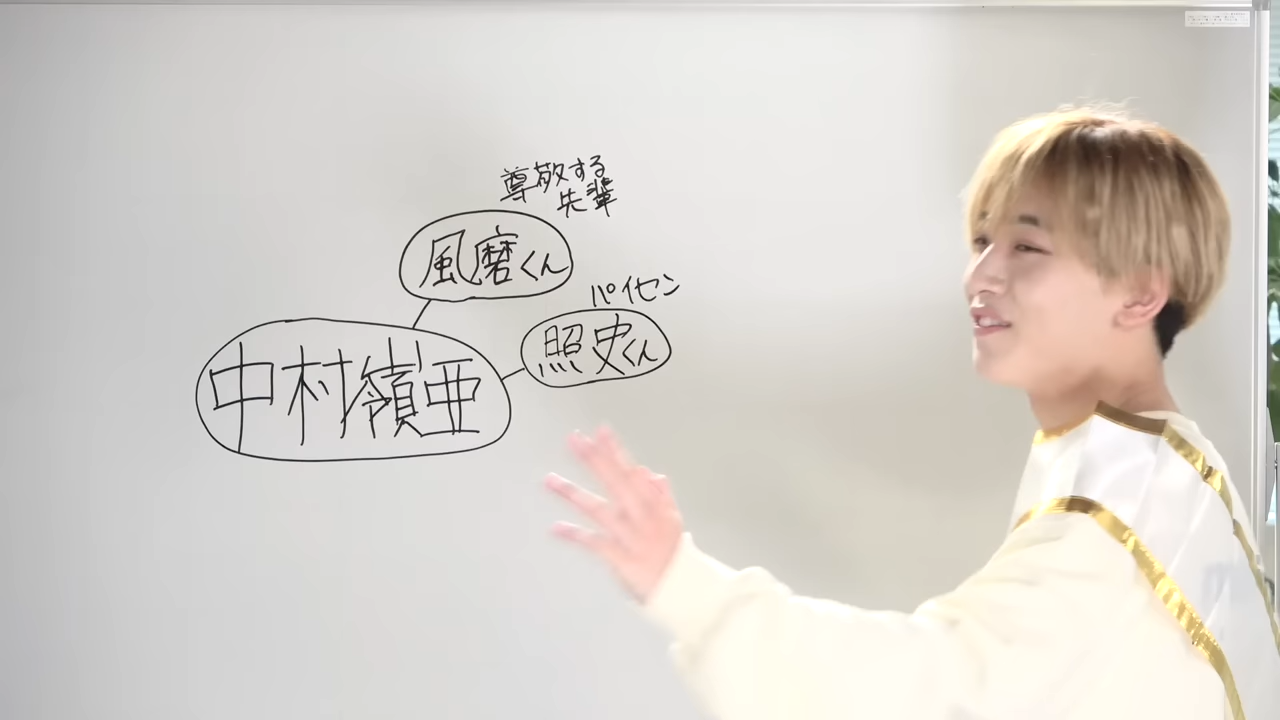 尊敬する
先輩
風磨くん
パイセン
照史くん
中村嶺亜